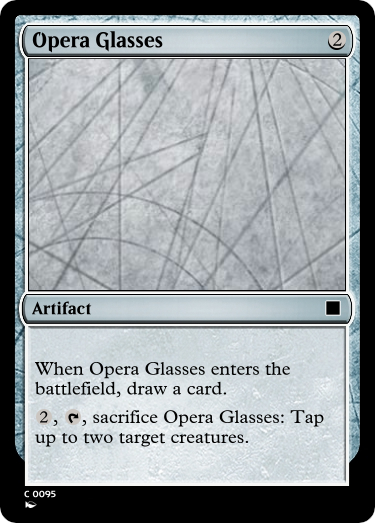 Opera Glasses 2
Artifact
When Opera Glasses enters the
battlefield, draw a card.
2, , sacrifice Opera Glasses: Tap
up to two target creatures.
C 0095